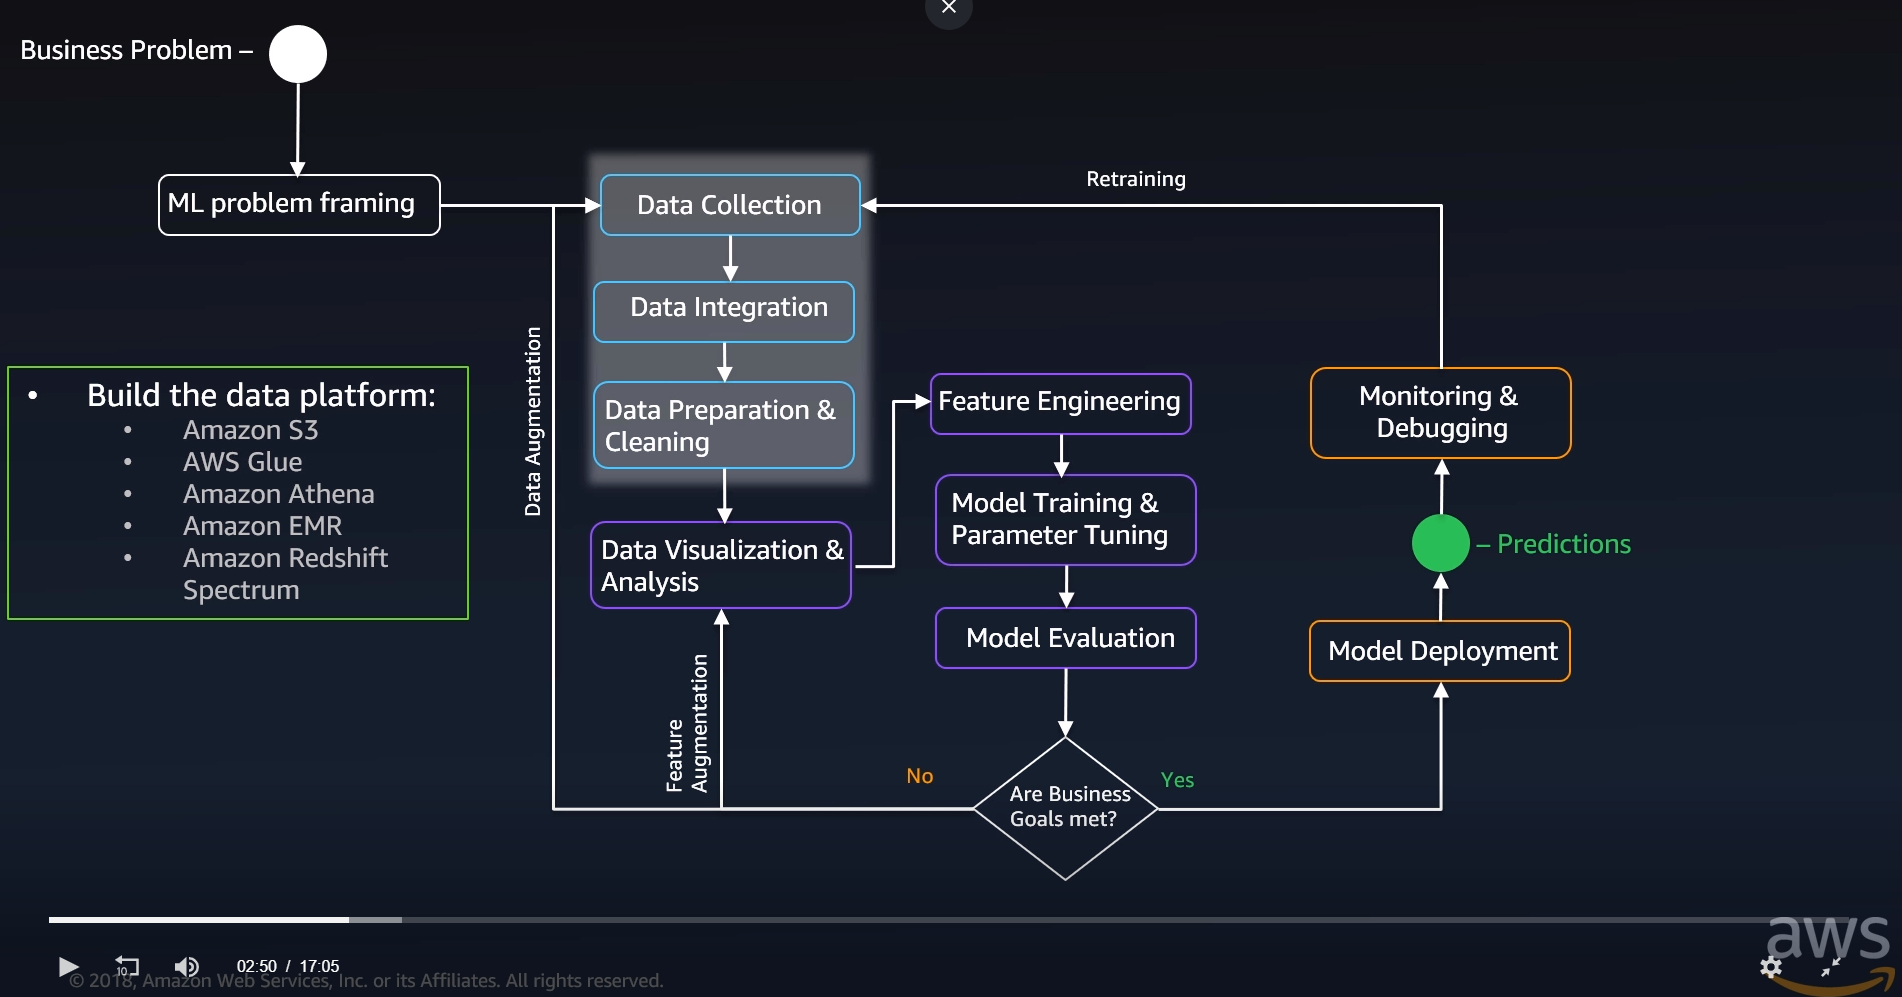 Business Problem –
ML problem framing
Data Collection
Retraining
Data Integration
Data Augmentation
Data Preparation &
Cleaning
• Build the data platform:
• Amazon S3
• AWS Glue
• Amazon Athena
• Amazon EMR
• Amazon Redshift
Spectrum
Feature Engineering
Monitoring &
Debugging
Model Training &
Parameter Tuning
Data Visualization &
Analysis
– Predictions
Model Evaluation
Model Deployment
Feature
Augmentation
No
Yes
Are Business
Goals met?
10
02:50 / 17:05
© 2018, Amazon Web Services, Inc. or its Affiliates. All rights reserved.
aws